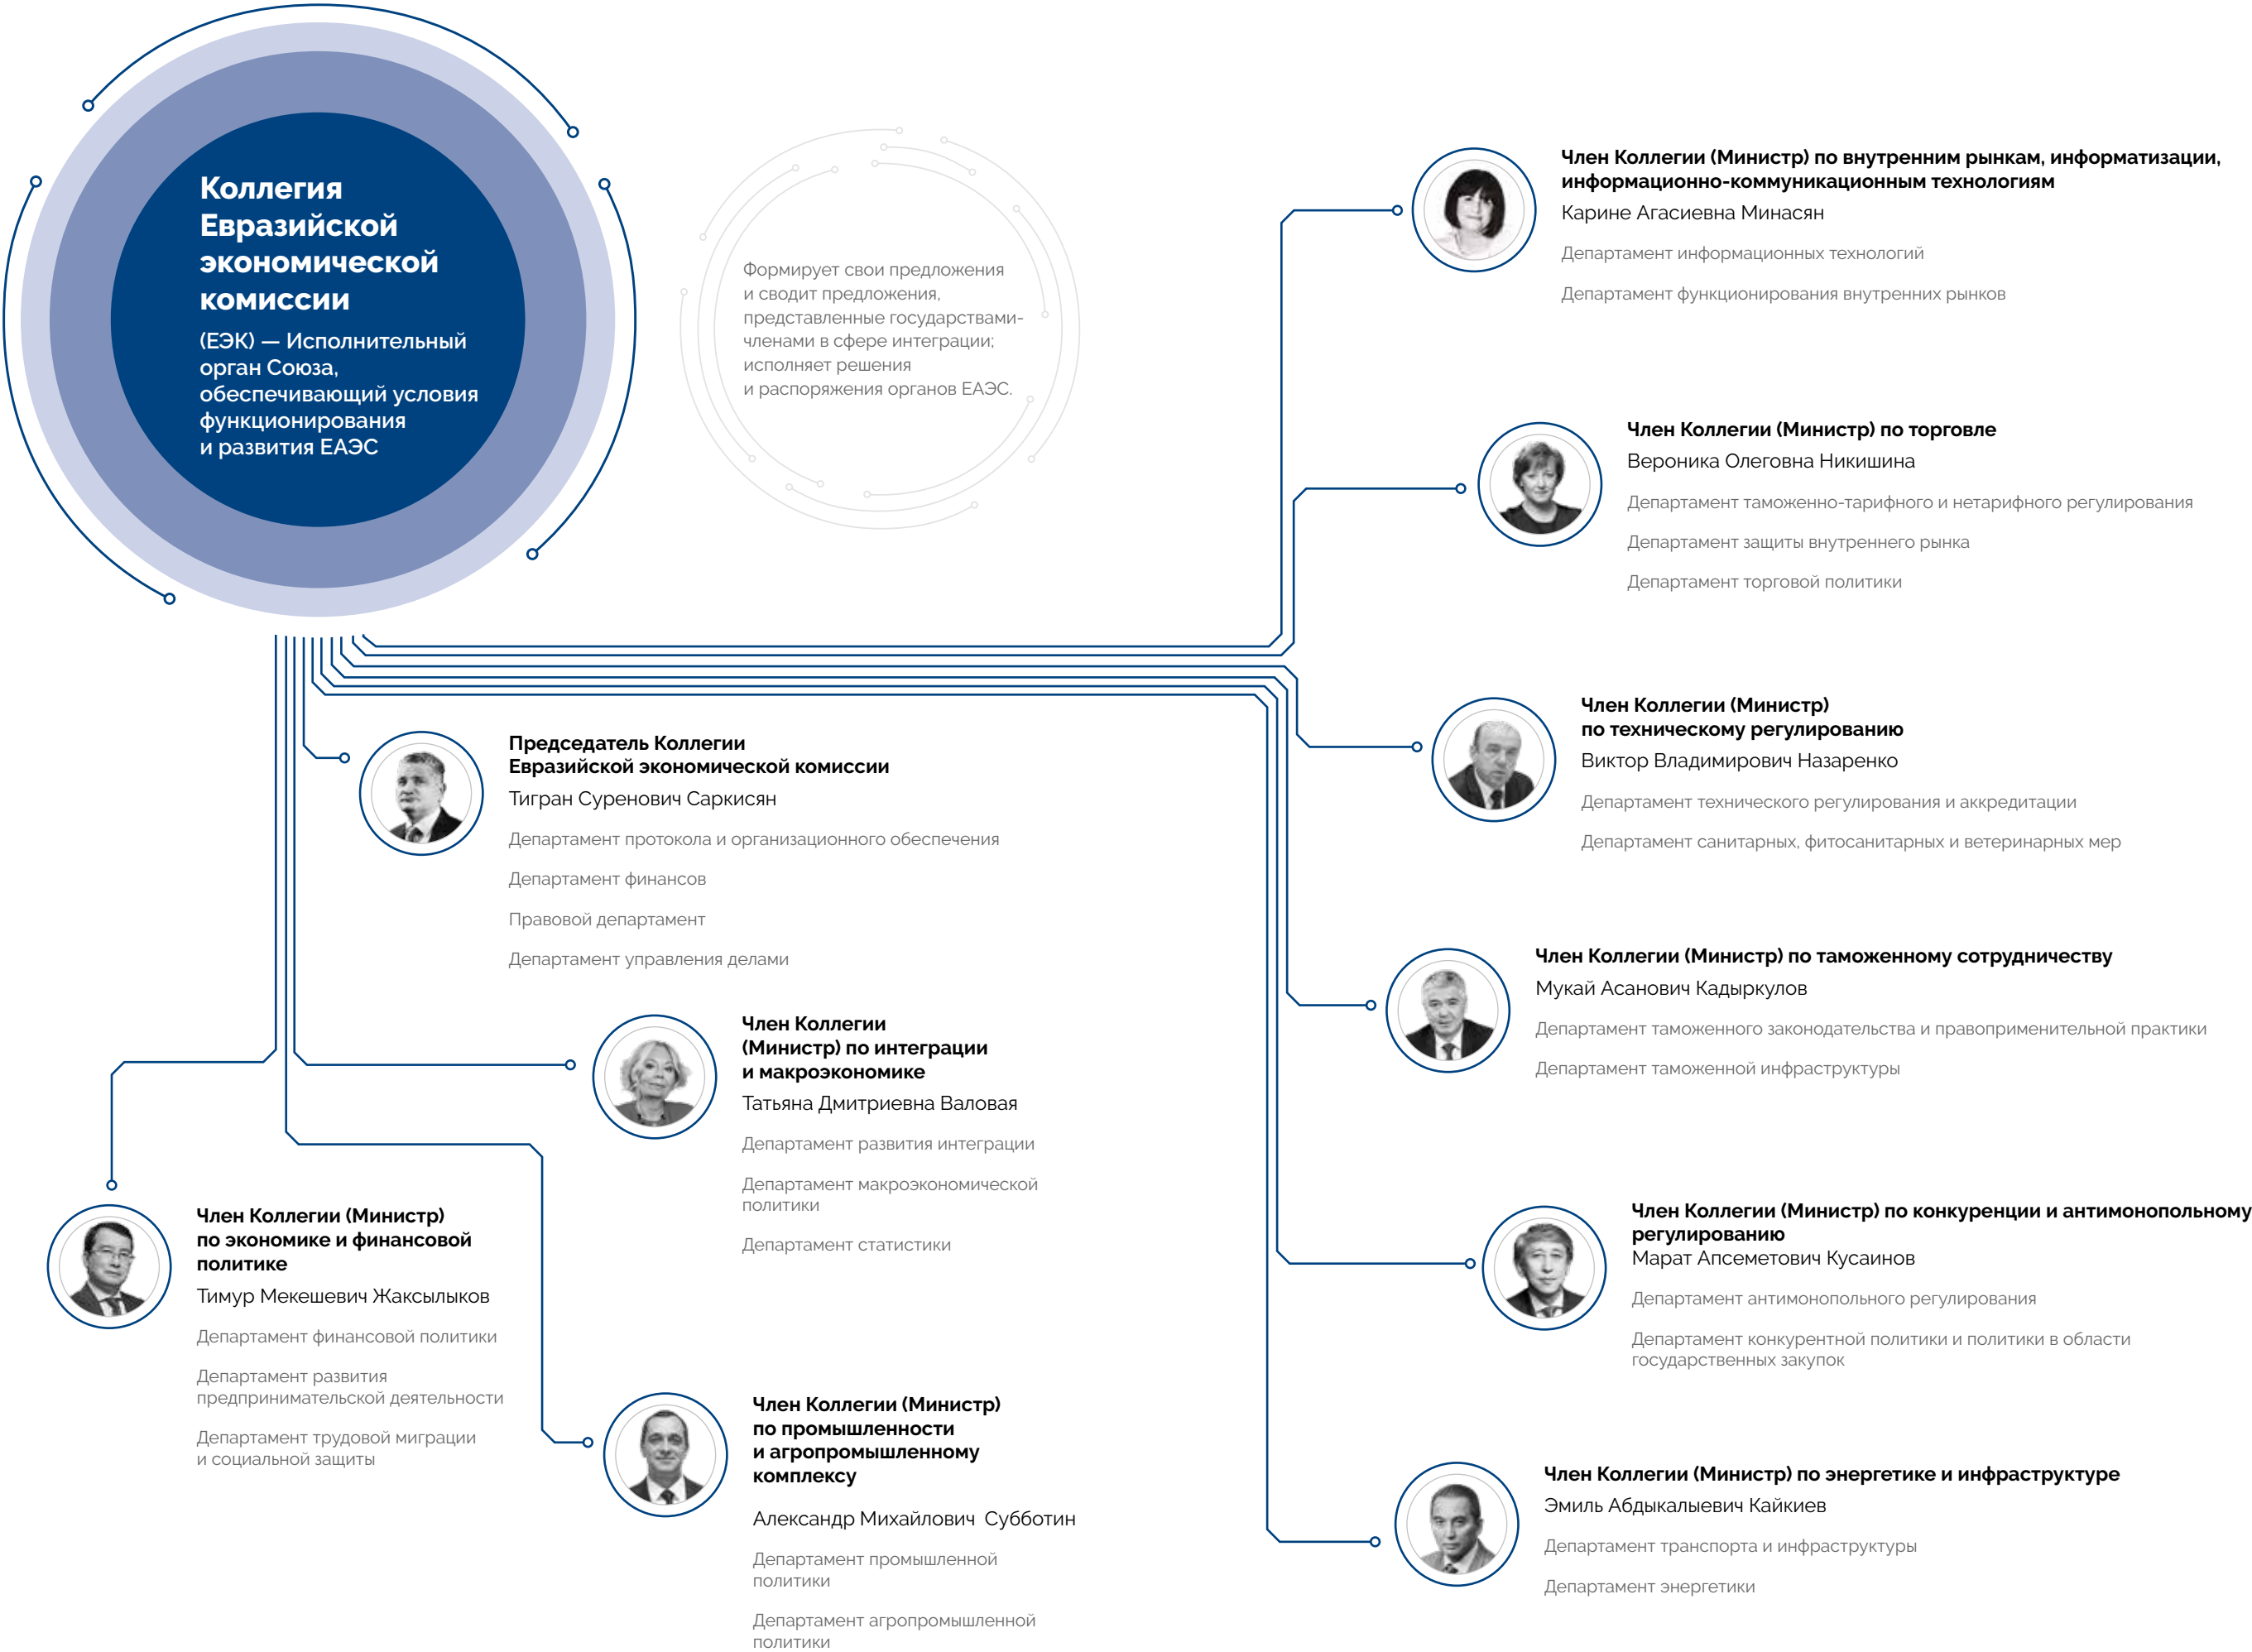 Коллегия
Евразийской
экономической
комиссии
(ЕЭК) — Исполнительный
орган Союза,
обеспечивающий условия
функционирования
и развития ЕАЭС
Формирует свои предложения
и сводит предложения,
представленные государствами-
членами в сфере интеграции;
исполняет решения
и распоряжения органов ЕАЭС.
Председатель Коллегии
Евразийской экономической комиссии
Тигран Суренович Саркисян
Департамент протокола и организационного обеспечения
Департамент финансов
Правовой департамент
Департамент управления делами
Член Коллегии
(Министр) по интеграции
и макроэкономике
Татьяна Дмитриевна Валовая
Департамент развития интеграции
Департамент макроэкономической
политики
Департамент статистики
Член Коллегии (Министр)
по экономике и финансовой
политике
Тимур Мекешевич Жаксылыков
Департамент финансовой политики
Департамент развития
предпринимательской деятельности
Департамент трудовой миграции
и социальной защиты
Член Коллегии (Министр)
по промышленности
и агропромышленному
комплексу
Александр Михайлович Субботин
Департамент промышленной
политики
Департамент агропромышленной
политики
Член Коллегии (Министр) по внутренним рынкам, информатизации,
информационно-коммуникационным технологиям
Карине Агасиевна Минасян
Департамент информационных технологий
Департамент функционирования внутренних рынков
Член Коллегии (Министр) по торговле
Вероника Олеговна Никишина
Департамент таможенно-тарифного и нетарифного регулирования
Департамент защиты внутреннего рынка
Департамент торговой политики
Член Коллегии (Министр)
по техническому регулированию
Виктор Владимирович Назаренко
Департамент технического регулирования и аккредитации
Департамент санитарных, фитосанитарных и ветеринарных мер
Член Коллегии (Министр) по таможенному сотрудничеству
Мукай Асанович Кадыркулов
Департамент таможенного законодательства и правоприменительной практики
Департамент таможенной инфраструктуры
Член Коллегии (Министр) по конкуренции и антимонопольному
регулированию
Марат Апсеметович Кусаинов
Департамент антимонопольного регулирования
Департамент конкурентной политики и политики в области
государственных закупок
Член Коллегии (Министр) по энергетике и инфраструктуре
Эмиль Абдыкалыевич Кайкиев
Департамент транспорта и инфраструктуры
Департамент энергетики